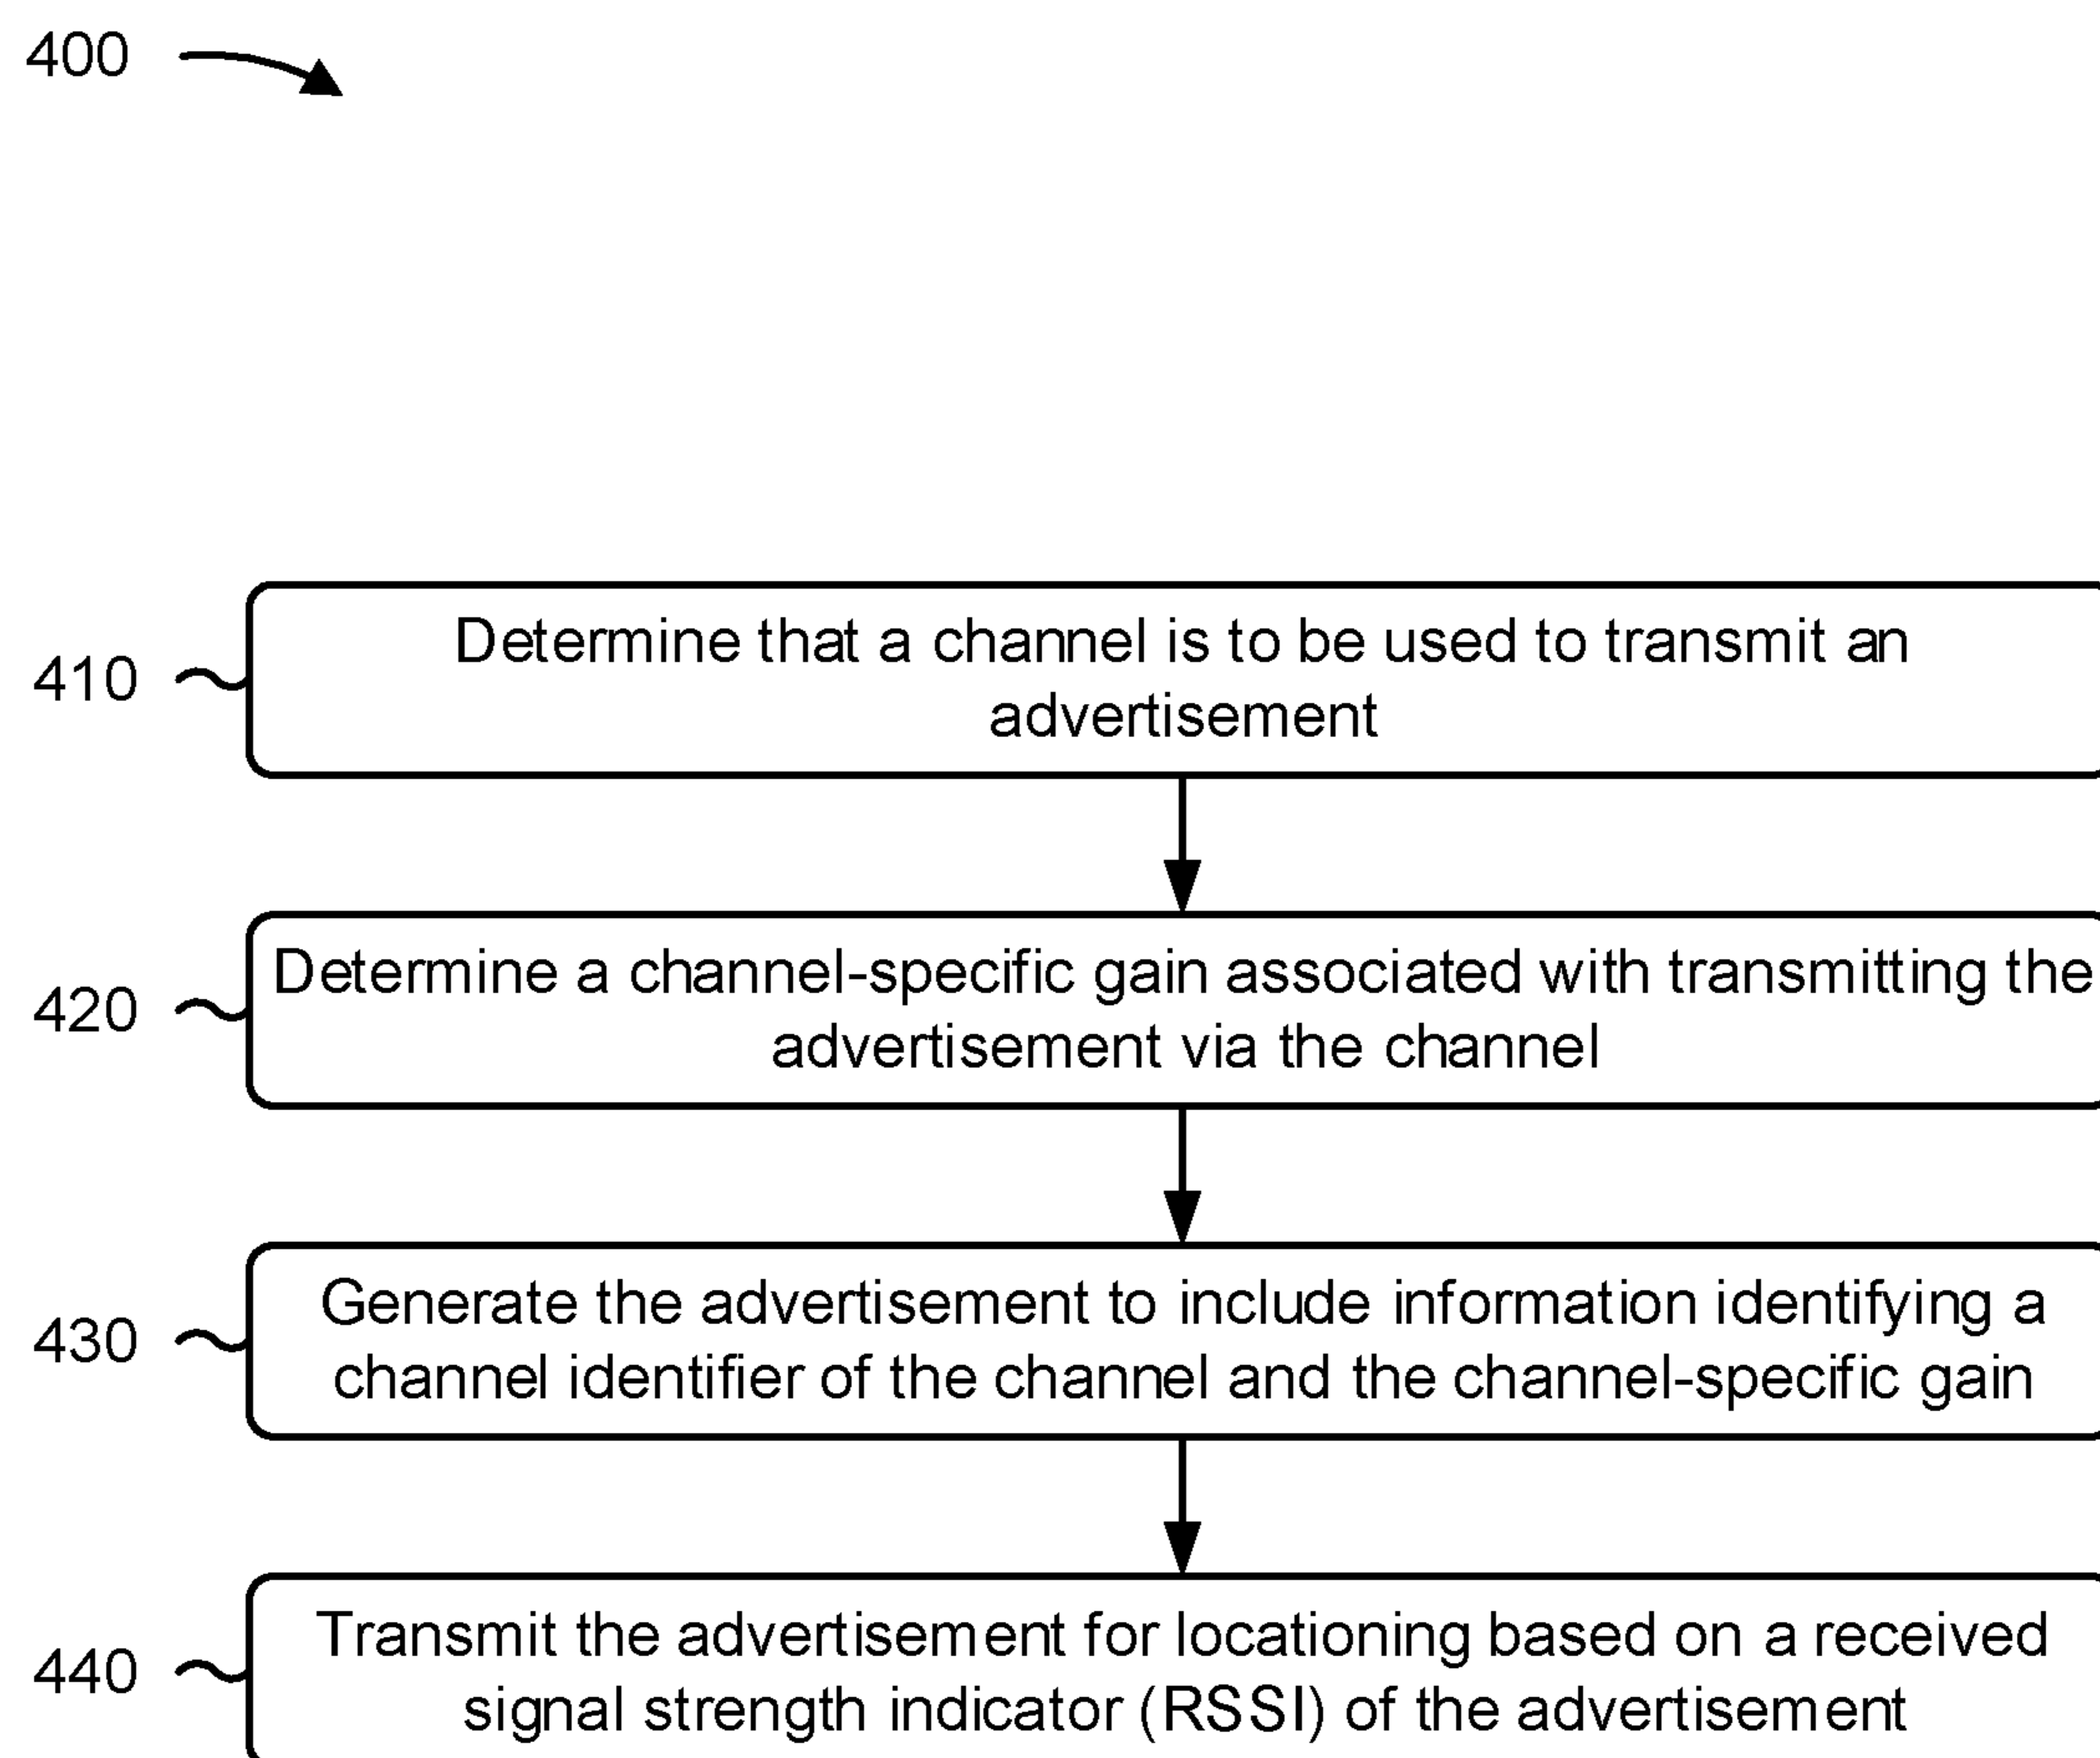 400
410
Determine that a channel is to be used to transmit an
advertisement
420
Determine a channel-specific gain associated with transmitting the
advertisement via the channel
430
Generate the advertisement to include information identifying a
channel identifier of the channel and the channel-specific gain
440
Transmit the advertisement for locationing based on a received
signal strength indicator (RSSI) of the advertisement